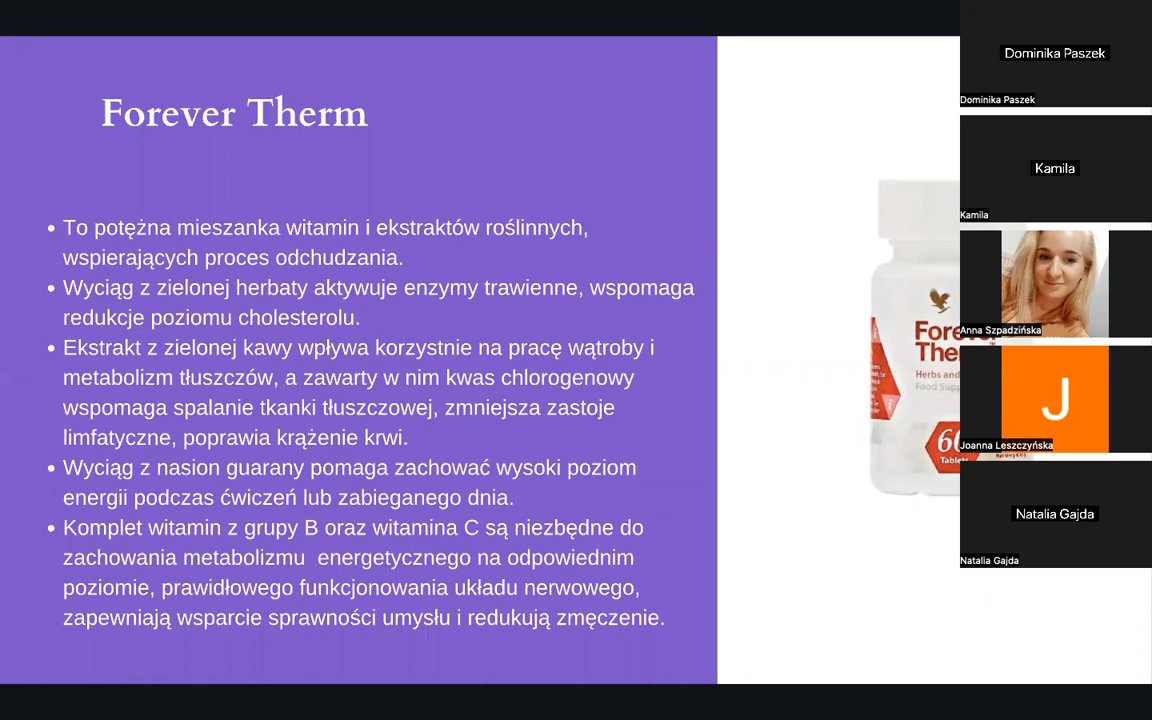 Forever Therm
• To potężna mieszanka witamin i ekstraktów roślinnych,
wspierających proces odchudzania.
• Wyciąg z zielonej herbaty aktywuje enzymy trawienne, wspomaga
redukcje poziomu cholesterolu.
• Ekstrakt z zielonej kawy wpływa korzystnie na pracę wątroby i
metabolizm tłuszczów, a zawarty w nim kwas chlorogenowy
wspomaga spalanie tkanki tłuszczowej, zmniejsza zastoje
limfatyczne, poprawia krążenie krwi.
• Wyciąg z nasion guarany pomaga zachować wysoki poziom
energii podczas ćwiczeń lub zabieganego dnia.
• Komplet witamin z grupy B oraz witamina C są niezbędne do
zachowania metabolizmu  energetycznego na odpowiednim
poziomie, prawidłowego funkcjonowania układu nerwowego,
zapewniają wsparcie sprawności umysłu i redukują zmęczenie.
Fore
The
Herbs and
Food Supp
60
Tablets
Dominika Paszek
Dominika Paszek
Kamila
Kamila
Anna Szpadzińska
J
Joanna Leszczyńska
Natalia Gajda
Natalia Gajda